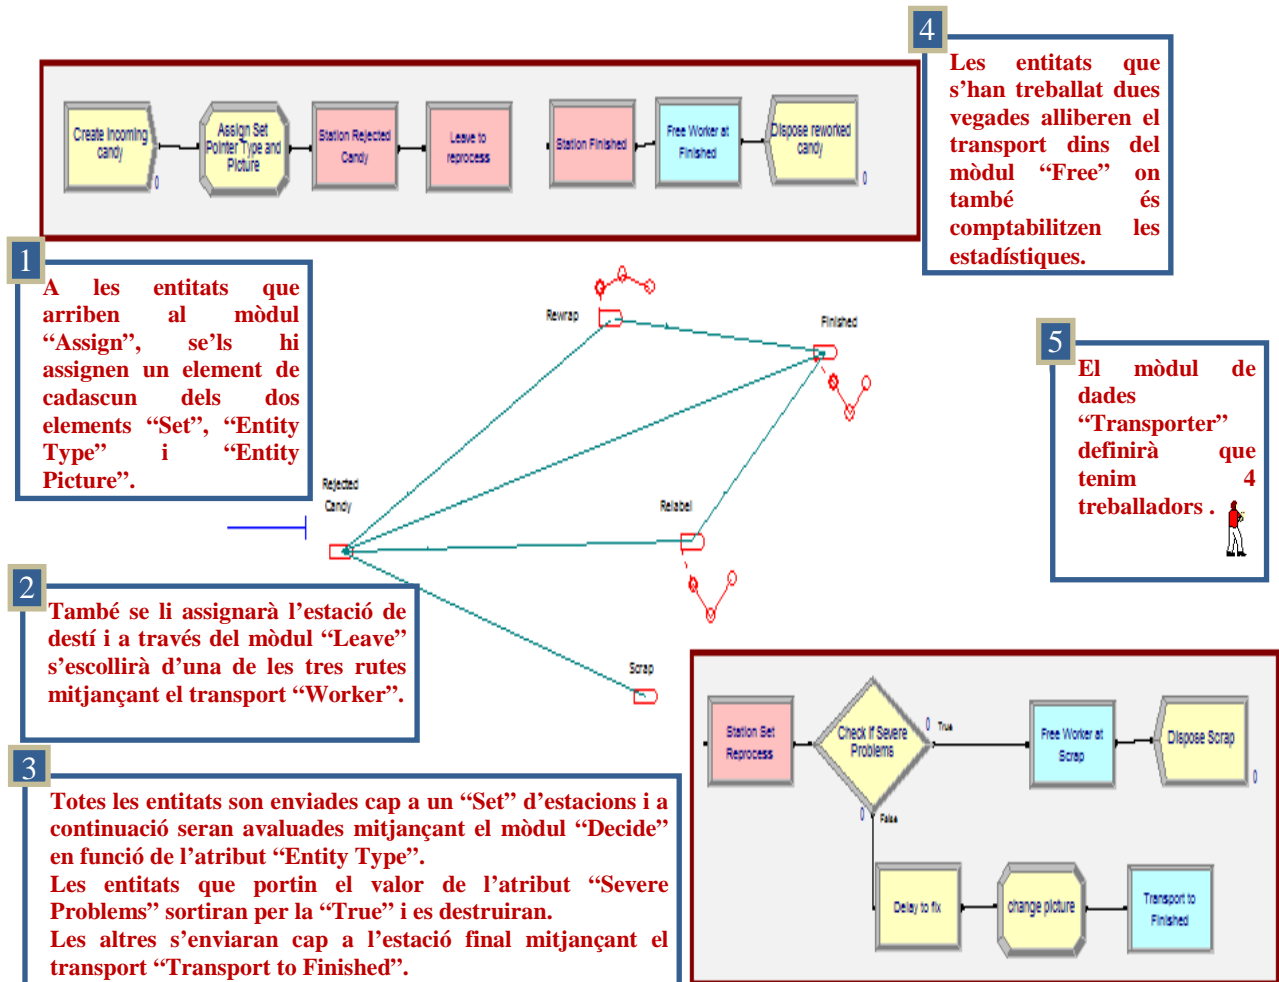 Create incoming
candy
0
Assign Set
Pointer Type and
Picture
Station Rejected
Candy
Leave to
reprocess
Station Finished
Free Worker at
Finished
Dispose reworked
candy
0
4
Les entitats que
s'han treballat dues
vegades alliberen el
transport dins del
mòdul “Free” on
també és
comptabilitzen les
estadístiques.
1
A les entitats que
arriben al mòdul
“Assign”, se'ls hi
assignen un element de
cadascun dels dos
elements “Set”, “Entity
Type” i “Entity
Picture”.
Rewrap
Finished
Rejected
Candy
Relabel
Scrap
5
El mòdul de
dades
“Transporter”
definirà que
tenim 4
treballadors .
2
També se li assignarà l’estació de
destí i a través del mòdul “Leave”
s’escollirà d’una de les tres rutes
mitjançant el transport “Worker”.
3
Totes les entitats son enviades cap a un “Set” d’estacions i a
continuació seran avaluades mitjançant el mòdul “Decide”
en funció de l’atribut “Entity Type”.
Les entitats que portin el valor de l’atribut “Severe
Problems” sortiran per la “True” i es destruiran.
Les altres s’enviaran cap a l’estació final mitjançant el
transport “Transport to Finished”.
Station Set
Reprocess
Check If Severe
Problems
0 True
0 False
Free Worker at
Scrap
Dispose Scrap
0
Delay to fix
change picture
Transport to
Finished